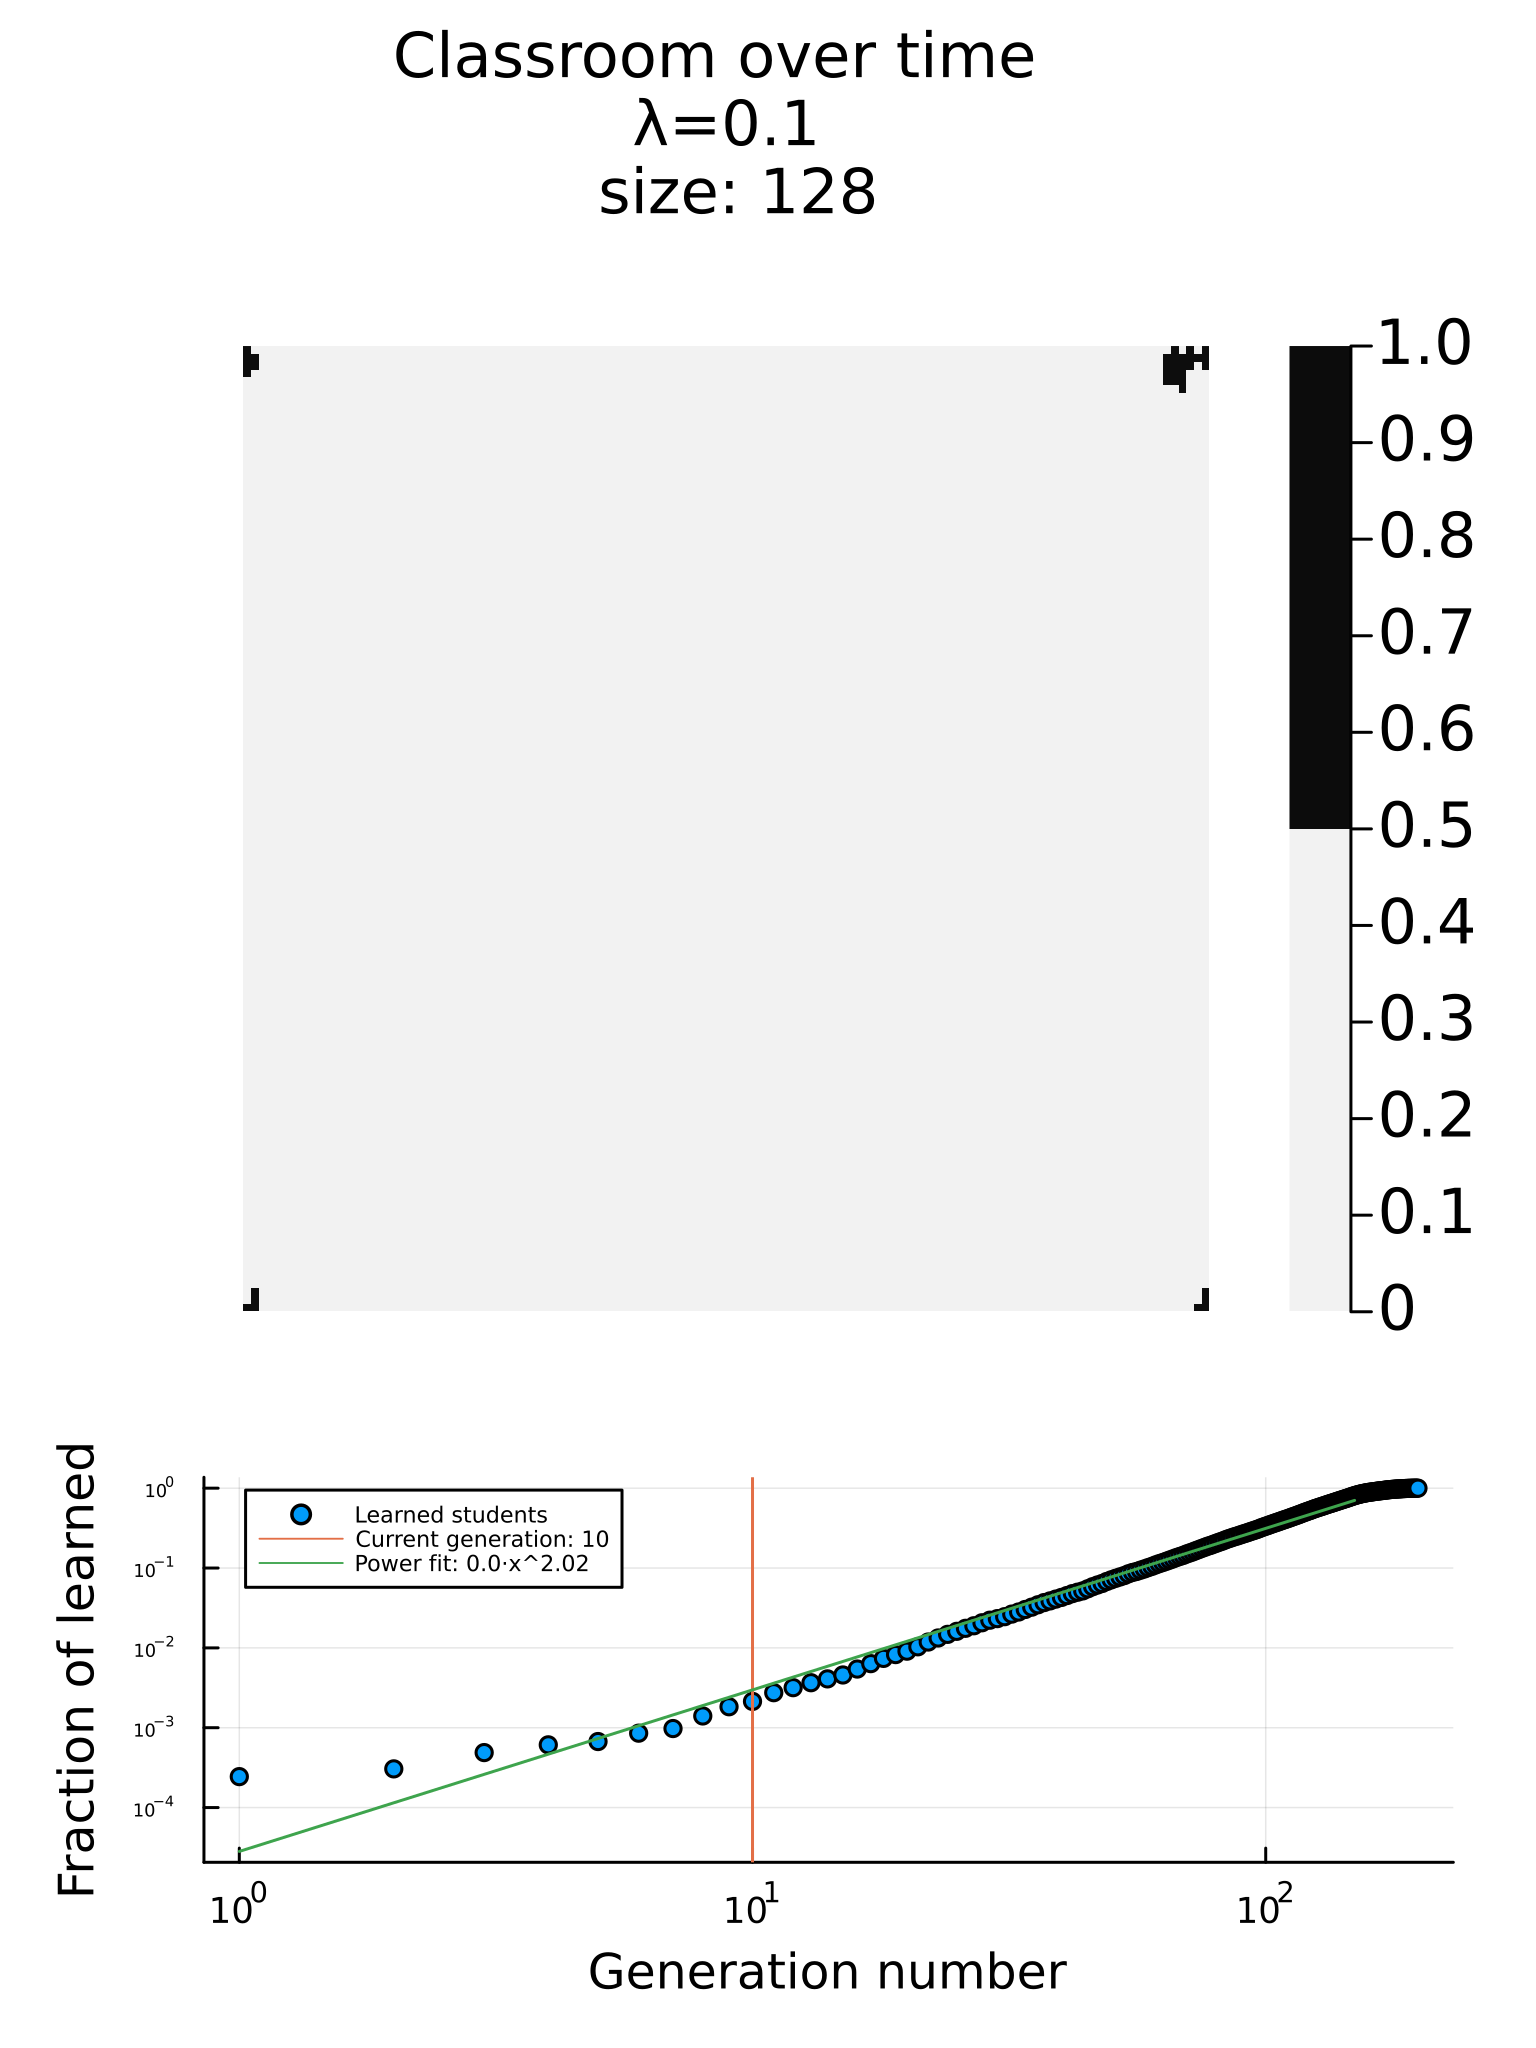 Classroom over time
λ=0.1
size: 128
1.0
0.9
0.8
0.7
0.6
0.5
0.4
0.3
0.2
0.1
0
Fraction of learned
10^0
10^-1
10^-2
10^-3
10^-4
Learned students
Current generation: 10
Power fit: 0.0·x^2.02
10^0 10^1 10^2
Generation number